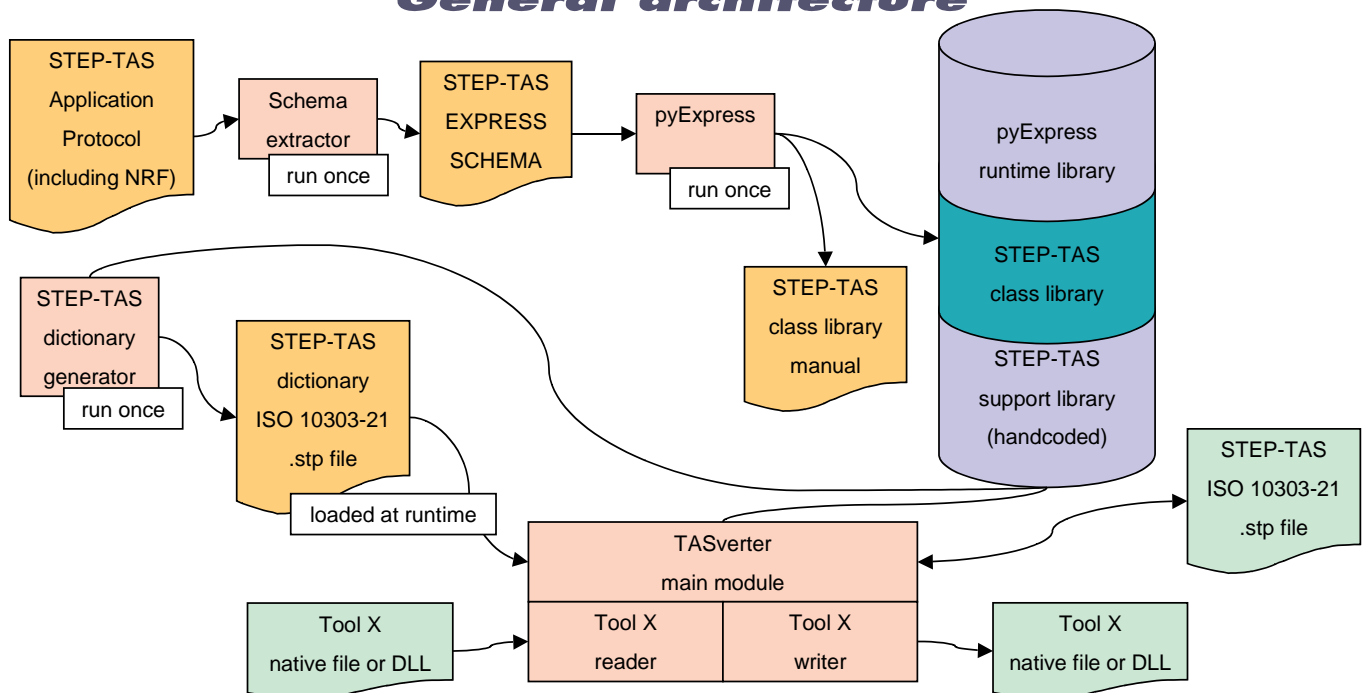 General architecture
STEP-TAS
Application
Protocol
(including NRF)
Schema
extractor
run once
STEP-TAS
EXPRESS
SCHEMA
pyExpress
run once
pyExpress
runtime library
STEP-TAS
class library
STEP-TAS
support library
(handcoded)
STEP-TAS
class library
manual
STEP-TAS
dictionary
generator
run once
STEP-TAS
dictionary
ISO 10303-21
.stp file
loaded at runtime
STEP-TAS
ISO 10303-21
.stp file
TASverter
main module
Tool X
reader
Tool X
writer
Tool X
native file or DLL
Tool X
native file or DLL